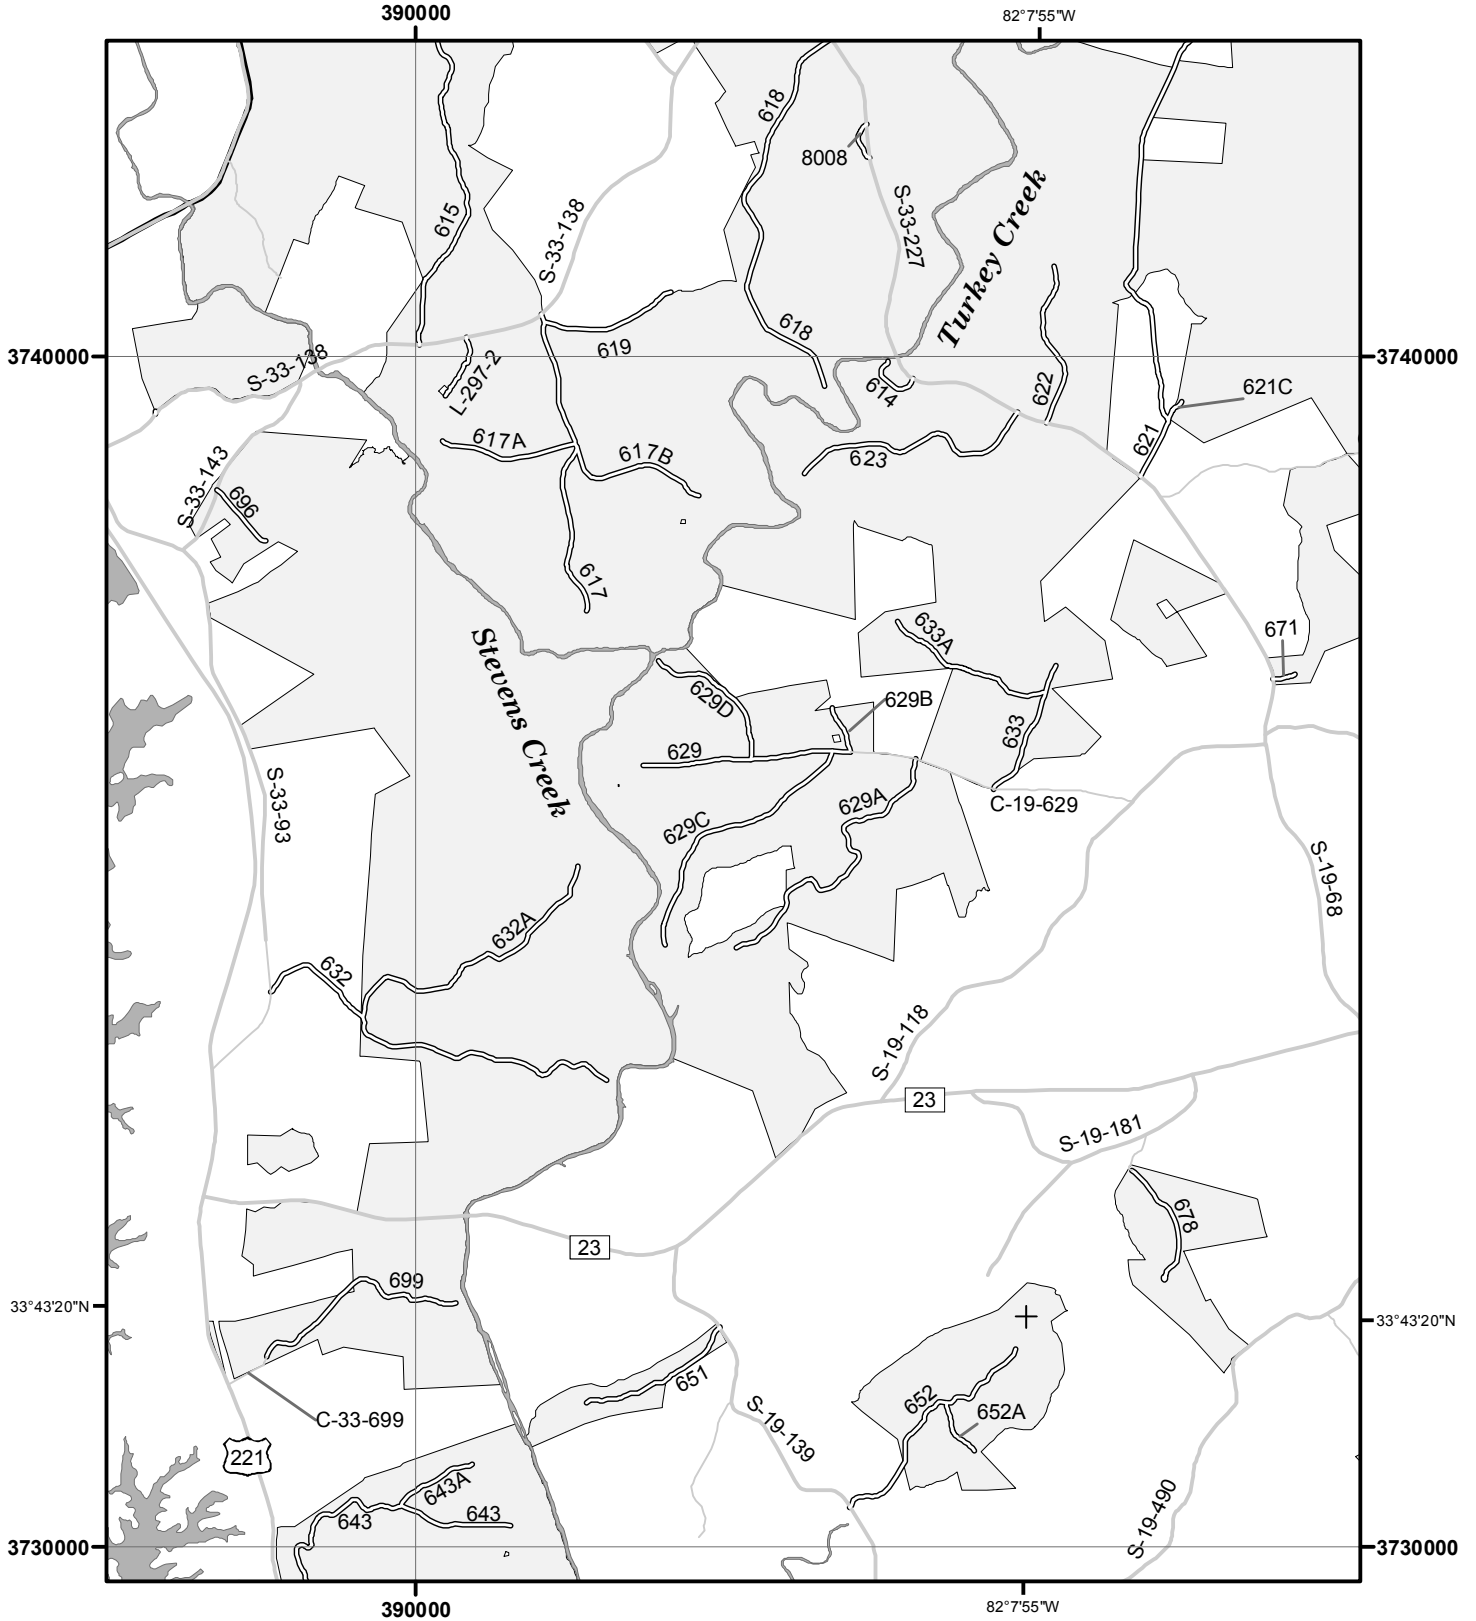 390000
82°7'55"W
618
8008
S-33-227
Turkey Creek
615
S-33-138
618
619
3740000
3740000
S-33-138
L-297-2
614
622
621C
621
617A
617B
623
S-33-143
696
617
633A
671
Stevens Creek
629D
629B
629
633
S-33-93
629A
C-19-629
629C
S-19-68
632A
632
S-19-118
23
S-19-181
678
23
699
33°43'20"N
33°43'20"N
651
652
652A
C-33-699
S-19-139
221
643A
643
643
S-19-490
3730000
3730000
390000
82°7'55"W